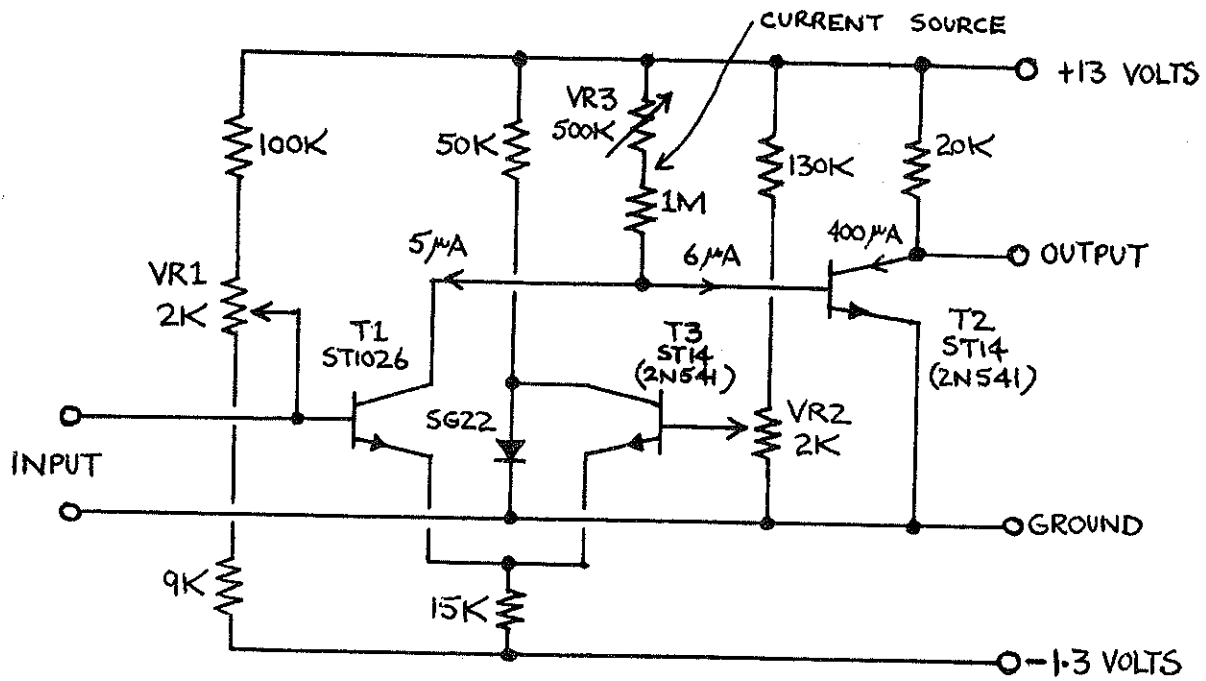 CURRENT SOURCE
+13 VOLTS
VR3
500K
100K
50K
130K
20K
1M
5μA
6μA
400μA
OUTPUT
VR1
2K
T1
ST1026
T3
ST14
(2N541)
T2
ST14
(2N541)
SG22
VR2
2K
INPUT
GROUND
9K
15K
-1.3 VOLTS